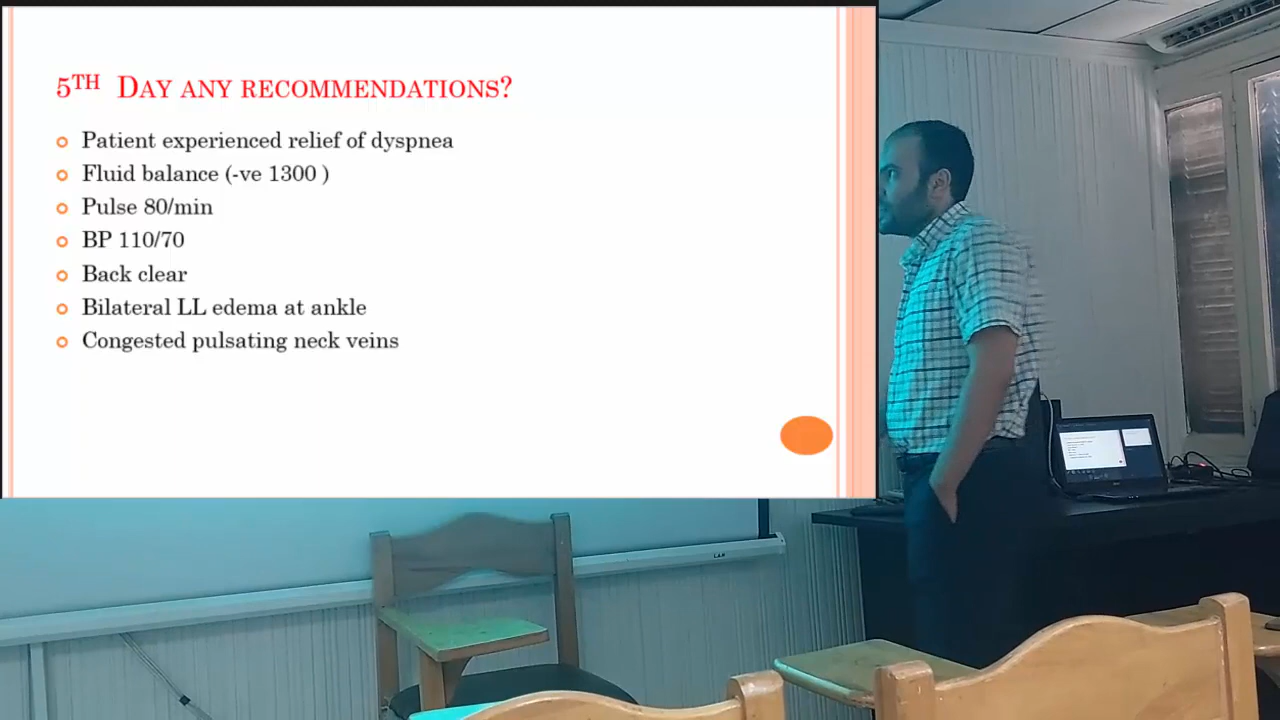 5TH DAY ANY RECOMMENDATIONS?
Patient experienced relief of dyspnea
Fluid balance (-ve 1300 )
Pulse 80/min
BP 110/70
Back clear
Bilateral LL edema at ankle
Congested pulsating neck veins